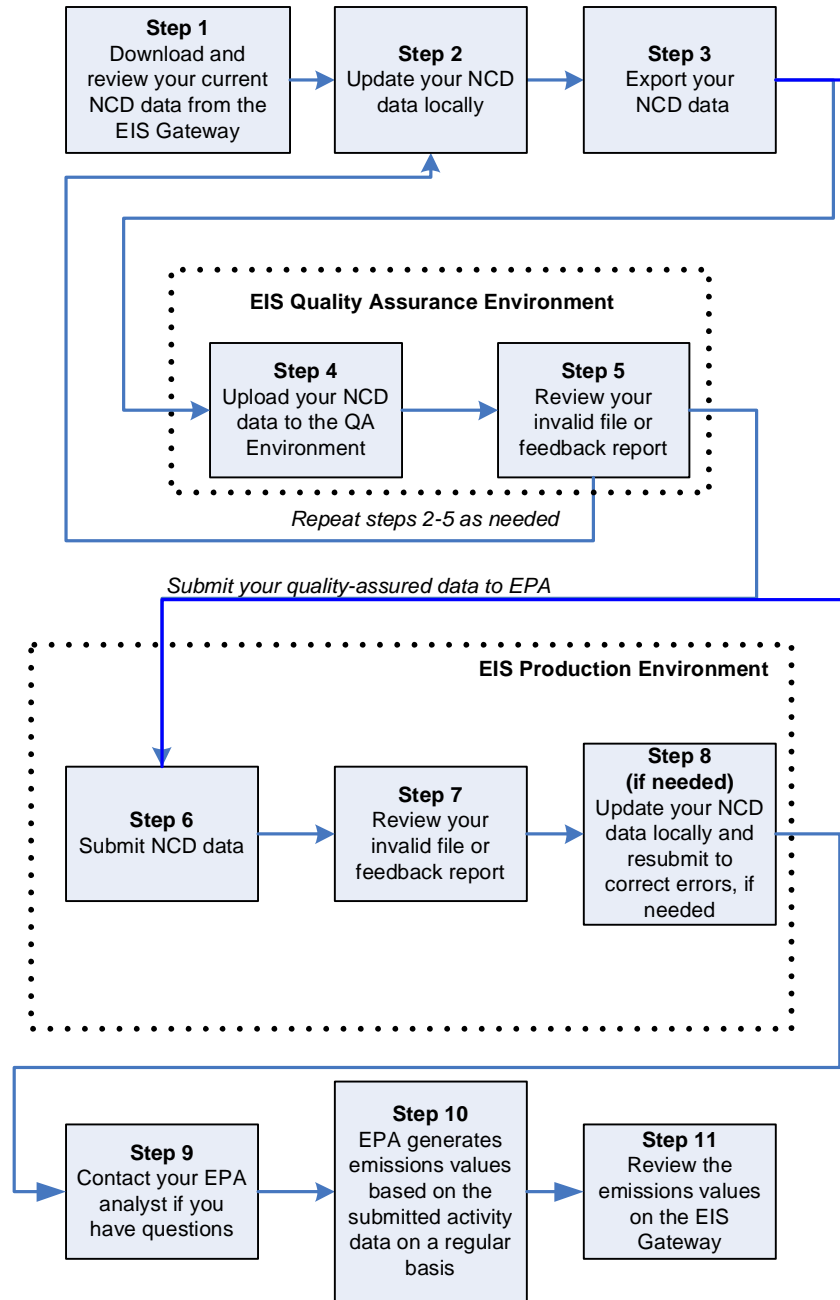 Step 1
Download and
review your current
NCD data from the
EIS Gateway
Step 2
Update your NCD
data locally
Step 3
Export your
NCD data
EIS Quality Assurance Environment
Step 4
Upload your NCD
data to the QA
Environment
Step 5
Review your
invalid file or
feedback report
Repeat steps 2-5 as needed
Submit your quality-assured data to EPA
EIS Production Environment
Step 6
Submit NCD data
Step 7
Review your
invalid file or
feedback report
Step 8
(if needed)
Update your NCD
data locally and
resubmit to
correct errors, if
needed
Step 9
Contact your EPA
analyst if you
have questions
Step 10
EPA generates
emissions values
based on the
submitted activity
data on a regular
basis
Step 11
Review the
emissions values
on the EIS
Gateway